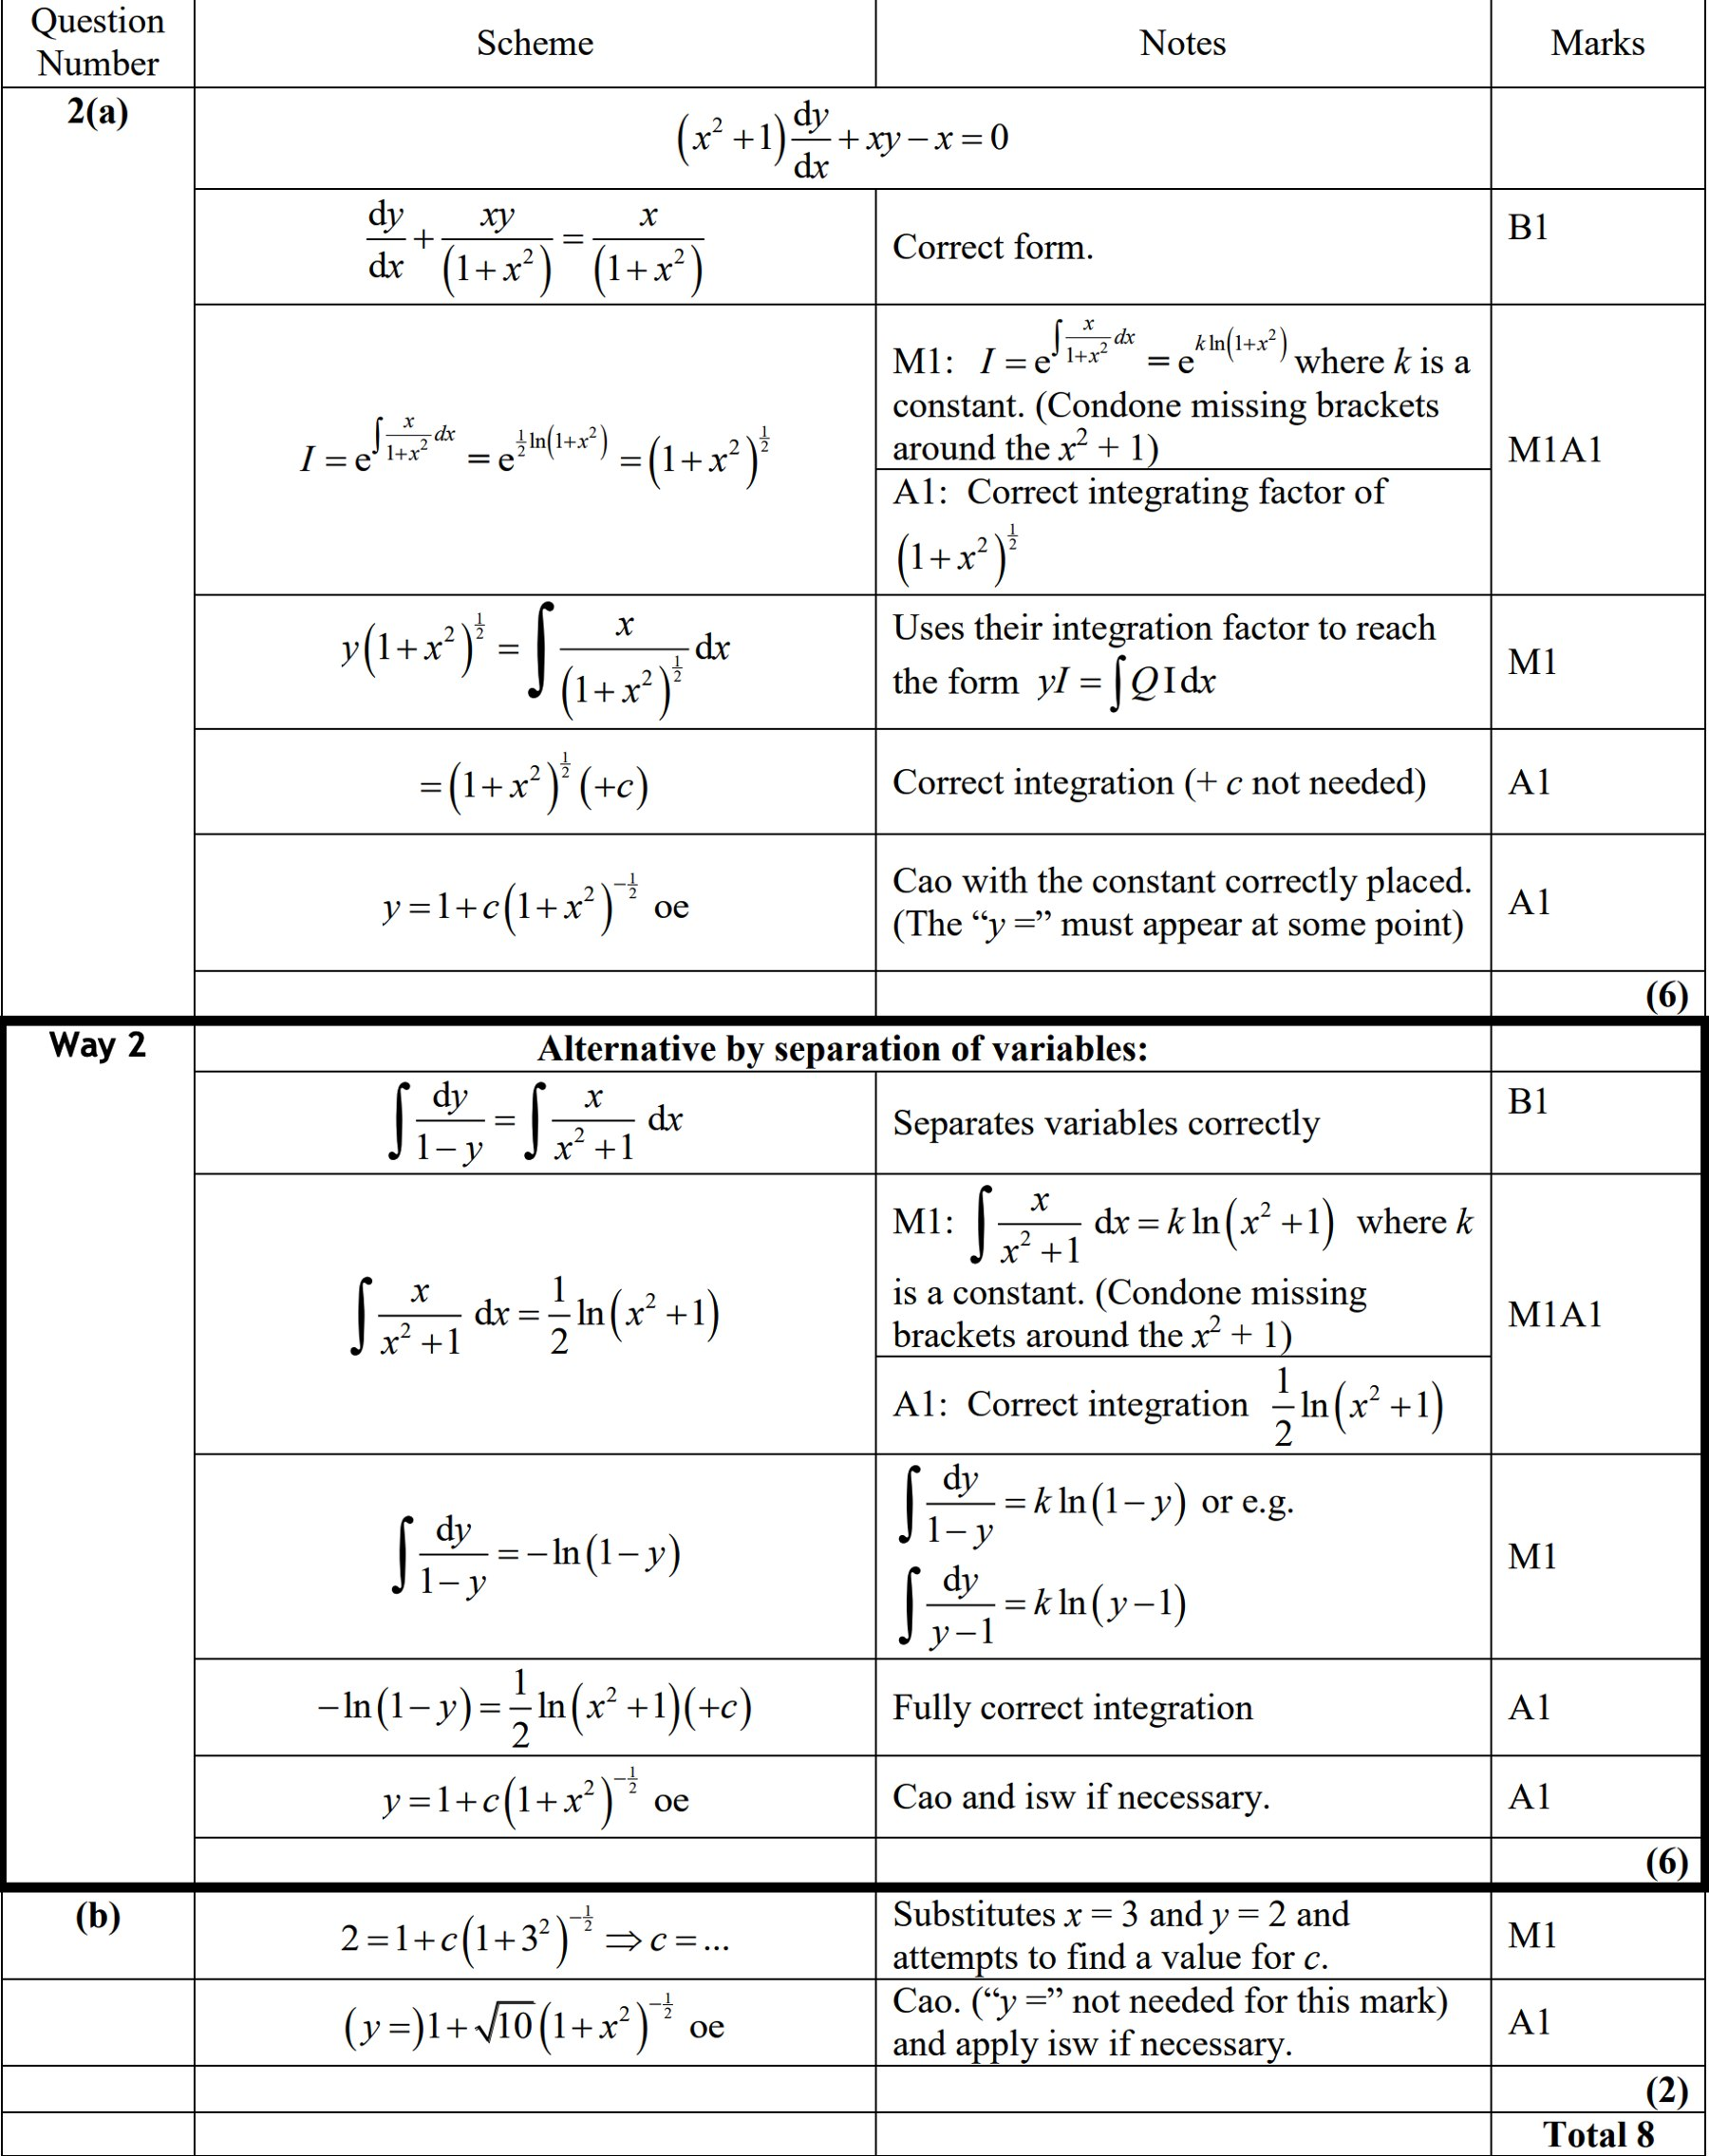 Question Number	Scheme	Notes	Marks
2(a)	(x² + 1) dy/dx + xy − x = 0
dy/dx + xy/(1+x²) = x/(1+x²)	Correct form.	B1
I = e^(∫ x/(1+x²) dx) = e^(½ ln(1+x²)) = (1+x²)^(1/2)	M1: I = e^(∫ x/(1+x²) dx) = e^(k ln(1+x²)) where k is a
constant. (Condone missing brackets
around the x² + 1)	M1A1
A1: Correct integrating factor of
(1+x²)^(1/2)
y(1+x²)^(1/2) = ∫ x/(1+x²)^(1/2) dx	Uses their integration factor to reach
the form yI = ∫QIdx	M1
= (1+x²)^(1/2) (+c)	Correct integration (+ c not needed)	A1
y = 1+c(1+x²)^(−1/2) oe	Cao with the constant correctly placed.
(The “y =” must appear at some point)	A1
(6)
Way 2	Alternative by separation of variables:
∫ dy/(1−y) = ∫ x/(x²+1) dx	Separates variables correctly	B1
∫ x/(x²+1) dx = 1/2 ln(x²+1)	M1: ∫ x/(x²+1) dx = k ln(x²+1) where k
is a constant. (Condone missing
brackets around the x² + 1)	M1A1
A1: Correct integration 1/2 ln(x²+1)
∫ dy/(1−y) = −ln(1−y)	∫ dy/(1−y) = k ln(1−y) or e.g.
∫ dy/(y−1) = k ln(y−1)	M1
−ln(1−y) = 1/2 ln(x²+1)(+c)	Fully correct integration	A1
y = 1+c(1+x²)^(−1/2) oe	Cao and isw if necessary.	A1
(6)
(b)	2 = 1+c(1+3²)^(−1/2) ⇒ c = ...	Substitutes x = 3 and y = 2 and
attempts to find a value for c.	M1
(y =)1+√10(1+x²)^(−1/2) oe	Cao. (“y =” not needed for this mark)
and apply isw if necessary.	A1
(2)
Total 8